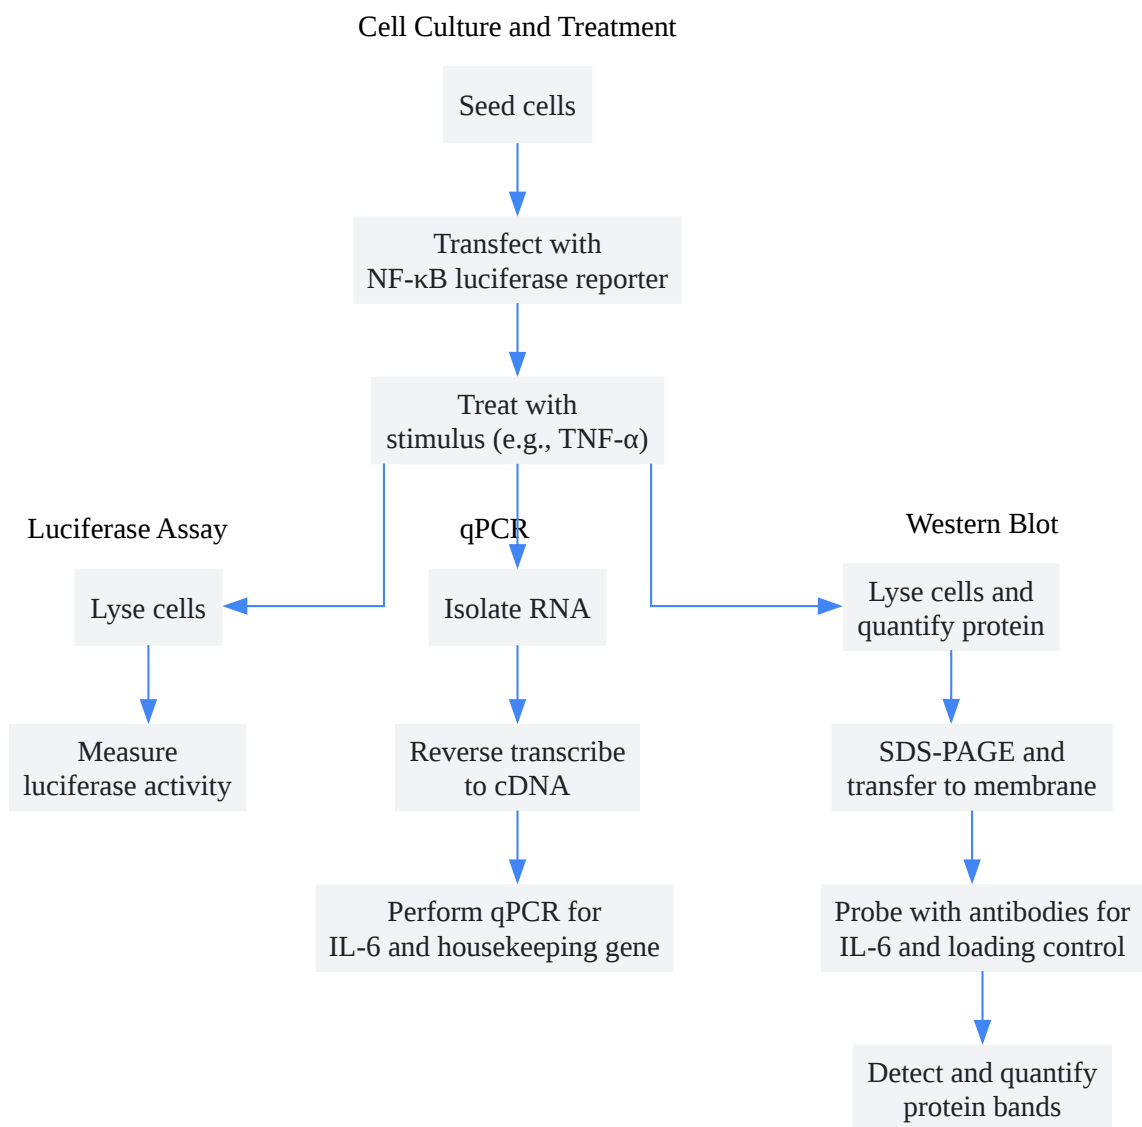 Cell Culture and Treatment
Seed cells
Transfect with
NF-κB luciferase reporter
Treat with
stimulus (e.g., TNF-α)
Luciferase Assay
Lyse cells
Measure
luciferase activity
qPCR
Isolate RNA
Reverse transcribe
to cDNA
Perform qPCR for
IL-6 and housekeeping gene
Western Blot
Lyse cells and
quantify protein
SDS-PAGE and
transfer to membrane
Probe with antibodies for
IL-6 and loading control
Detect and quantify
protein bands